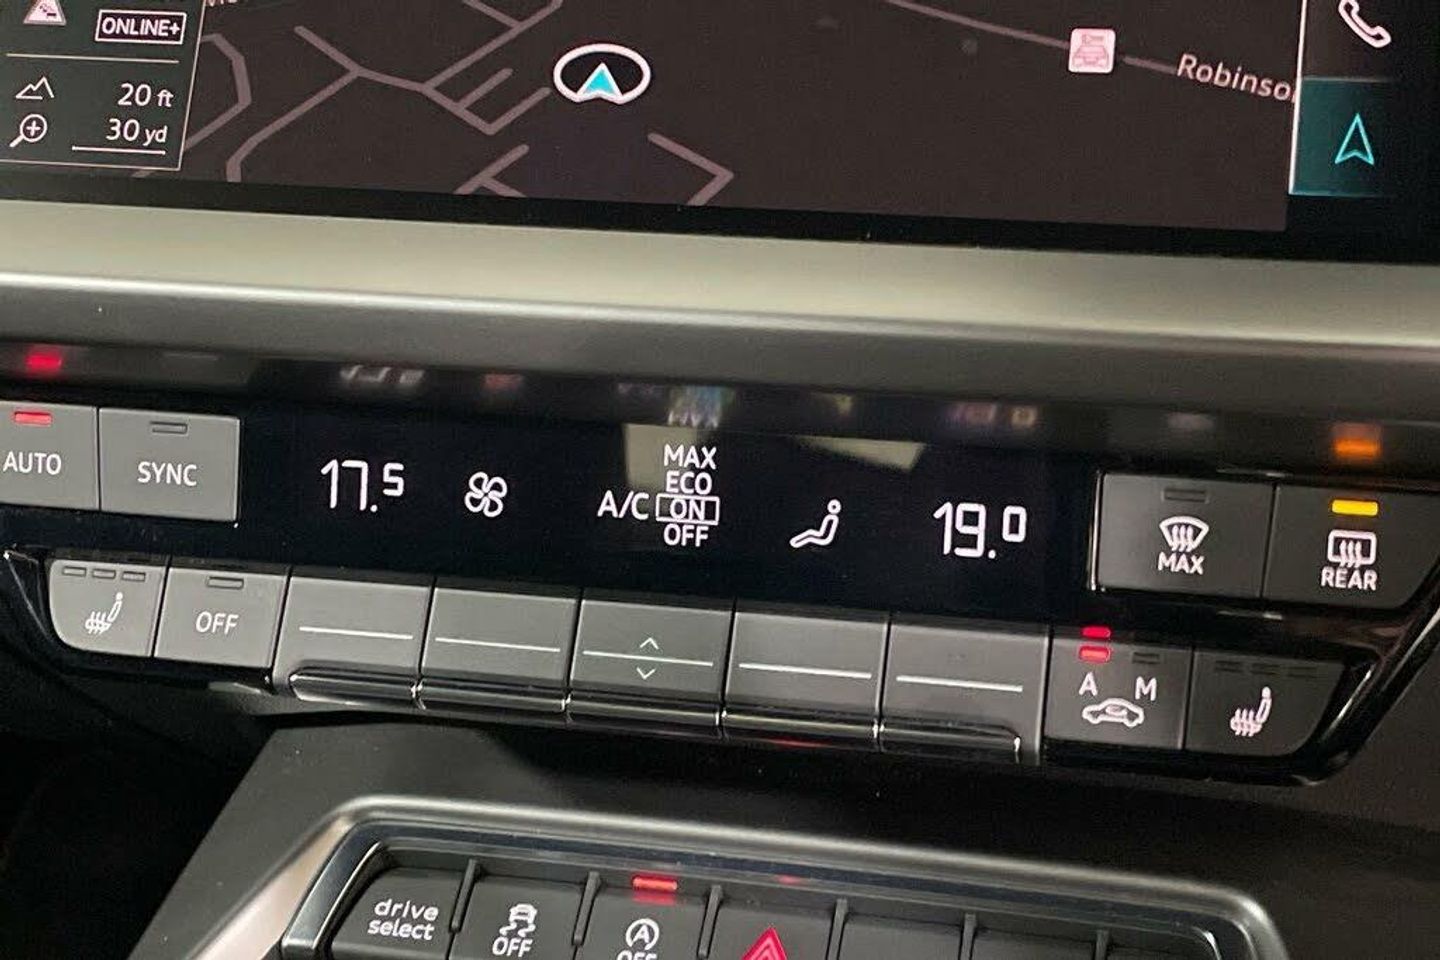 ONLINE+
20 ft
30 yd
AUTO
SYNC
17.5
MAX
ECO
A/C ON
OFF
19.0
MAX
REAR
OFF
A M
drive
select
OFF
A
OFF